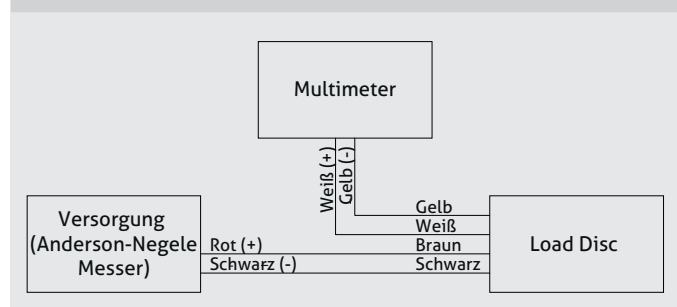 Multimeter
Weiß (+)
Gelb (-)
Versorgung
(Anderson-Negele
Messer)
Rot (+)
Schwarz (-)
Gelb
Weiß
Braun
Schwarz
Load Disc